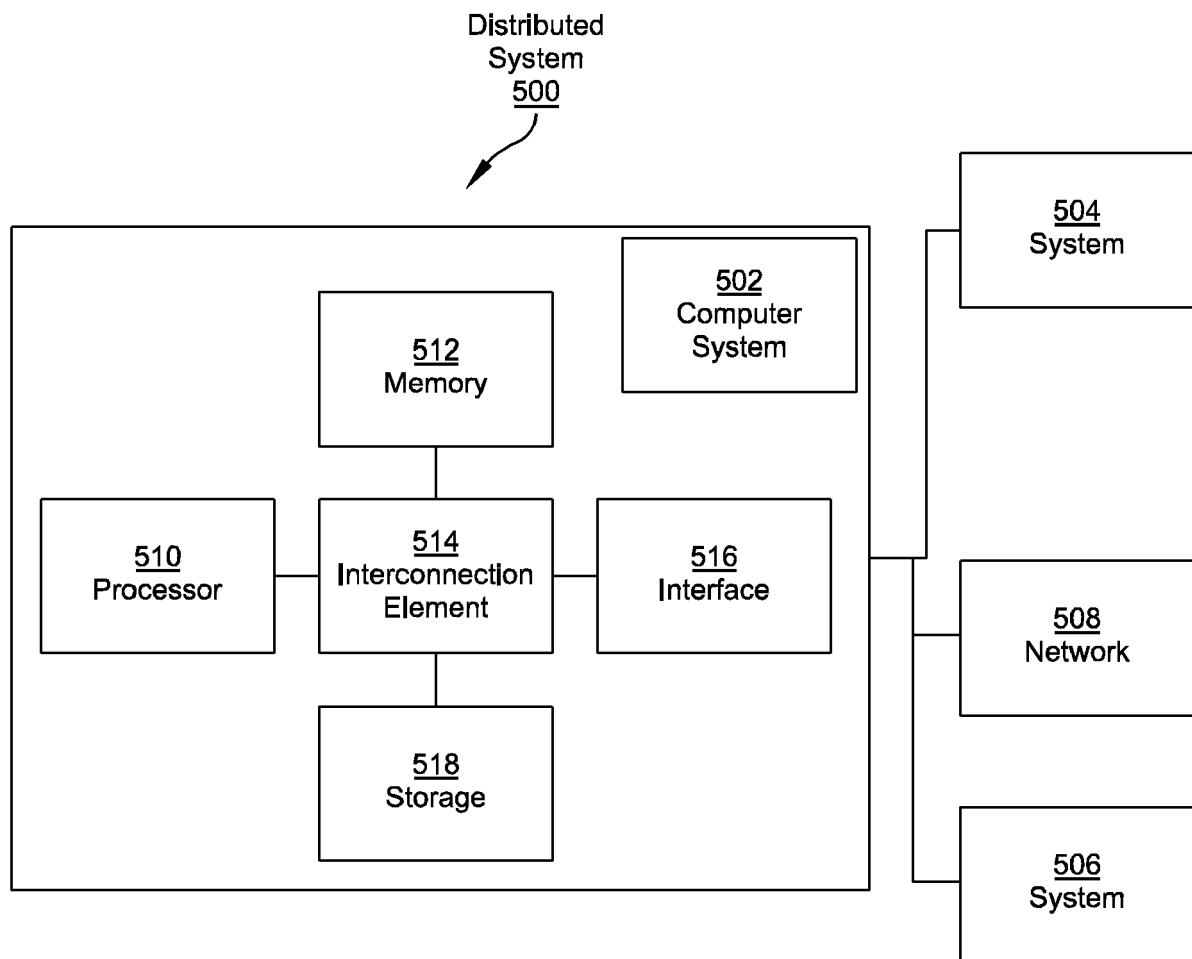 Distributed
System
500
504
System
502
Computer
System
512
Memory
510
Processor
514
Interconnection
Element
516
Interface
508
Network
518
Storage
506
System